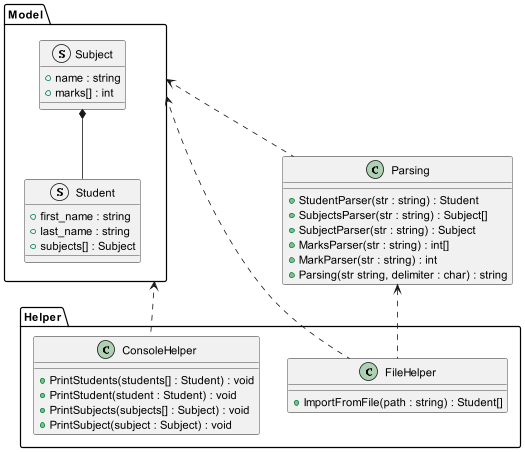 Model
S Subject
name : string
marks[] : int
S Student
first_name : string
last_name : string
subjects[] : Subject
C Parsing
StudentParser(str : string) : Student
SubjectsParser(str : string) : Subject[]
SubjectParser(str : string) : Subject
MarksParser(str : string) : int[]
MarkParser(str : string) : int
Parsing(str string, delimiter : char) : string
Helper
C ConsoleHelper
PrintStudents(students[] : Student) : void
PrintStudent(student : Student) : void
PrintSubjects(subjects[] : Subject) : void
PrintSubject(subject : Subject) : void
C FileHelper
ImportFromFile(path : string) : Student[]